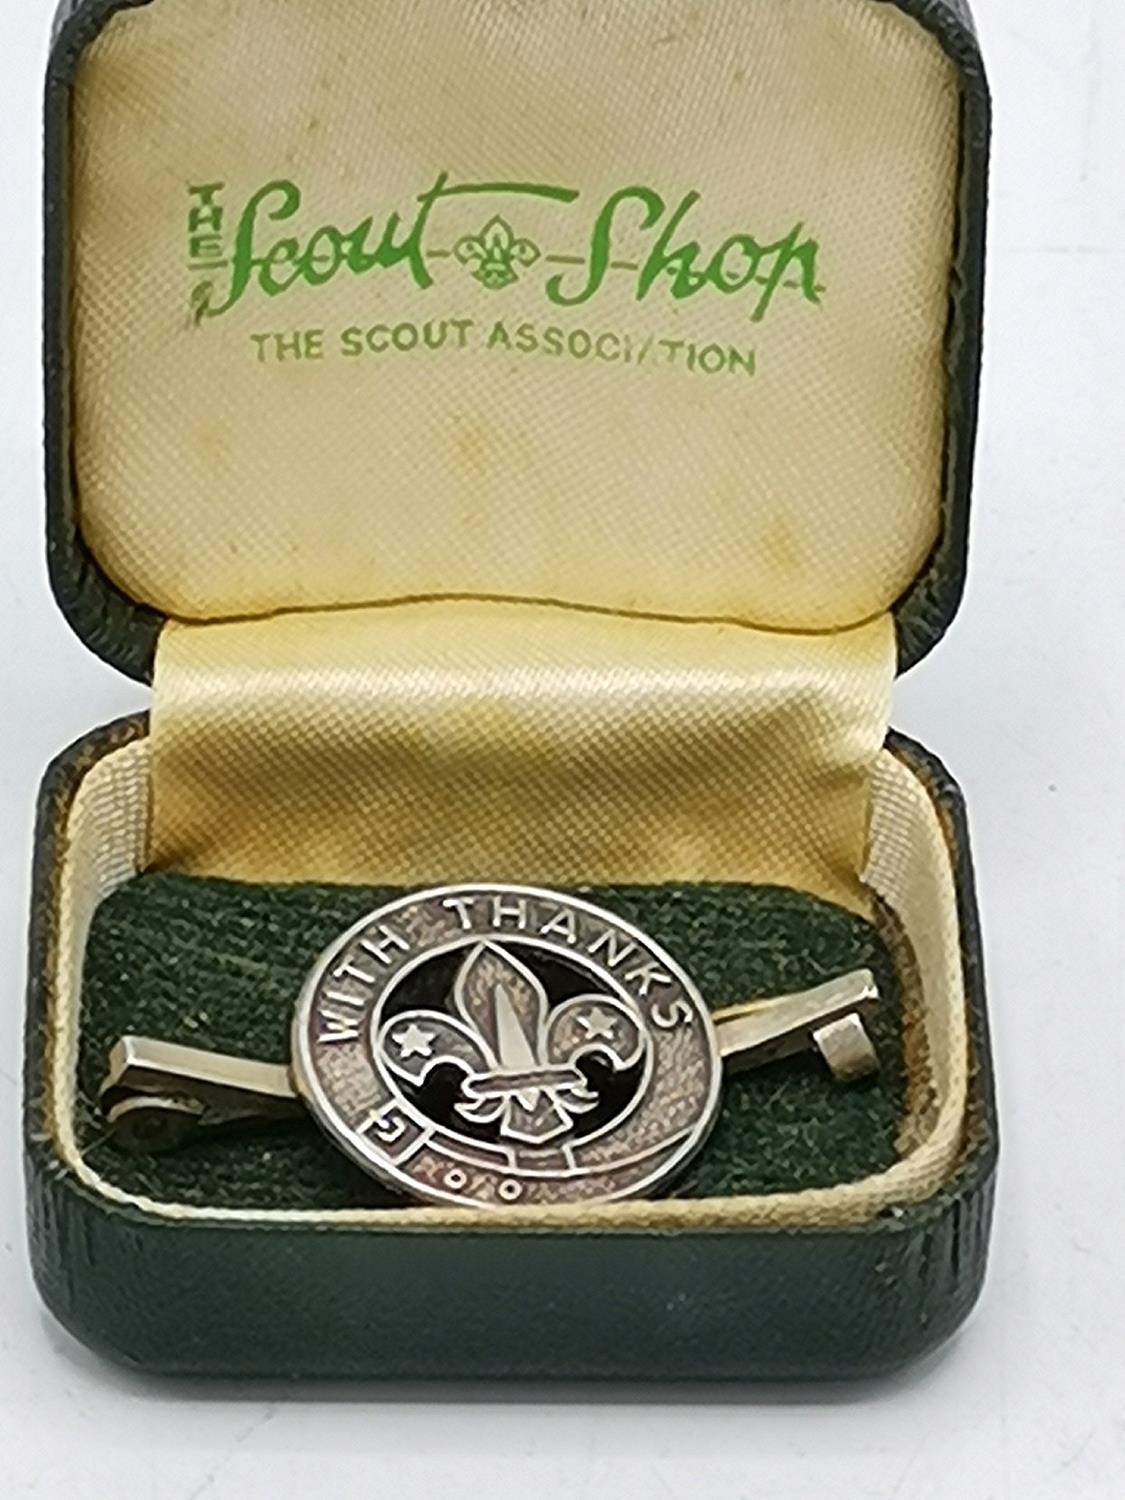 THE Scout Shop
THE SCOUT ASSOCIATION
WITH THANKS